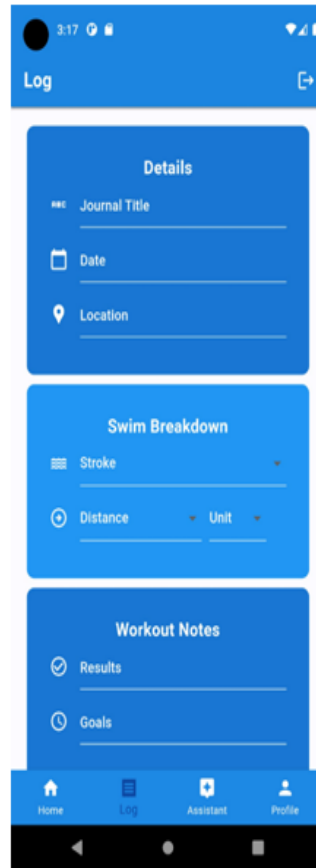 3:17
Log
Details
ABC Journal Title
Date
Location
Swim Breakdown
Stroke
Distance Unit
Workout Notes
Results
Goals
Home Log Assistant Profile